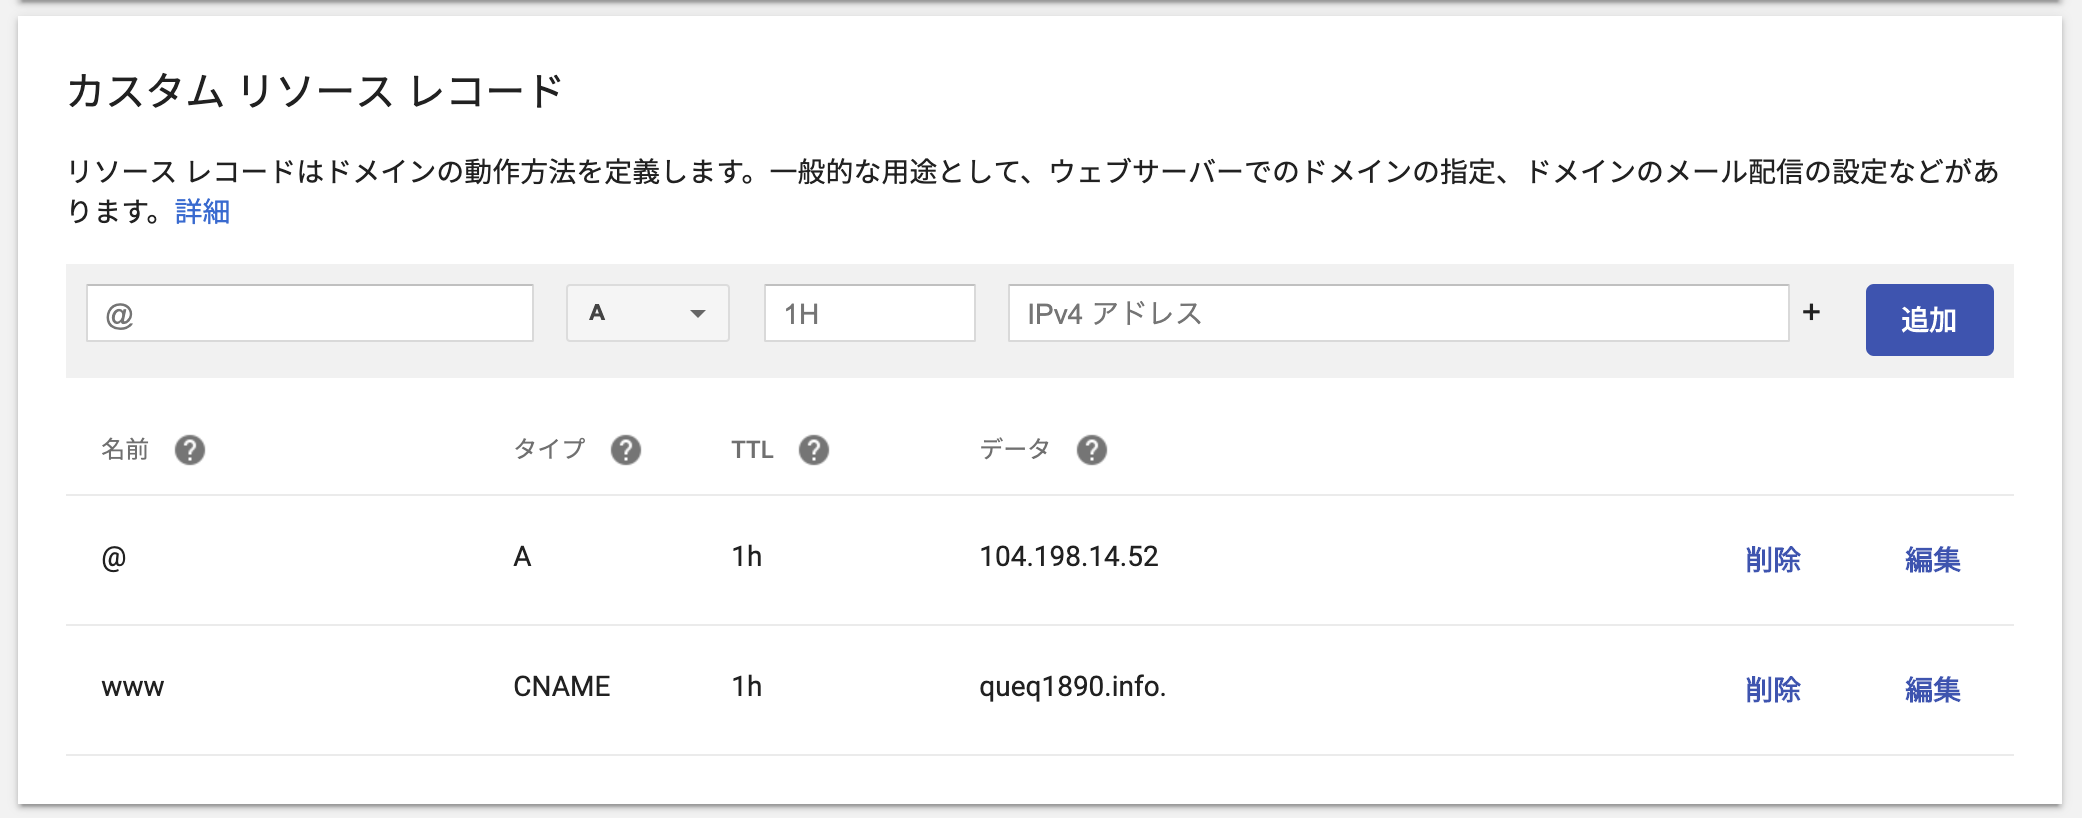 カスタム リソース レコード
リソース レコードはドメインの動作方法を定義します。一般的な用途として、ウェブサーバーでのドメインの指定、ドメインのメール配信の設定などがあ
ります。詳細
@ A 1H IPv4 アドレス + 追加
名前 ? タイプ ? TTL ? データ ?
@ A 1h 104.198.14.52 削除 編集
www CNAME 1h queq1890.info. 削除 編集